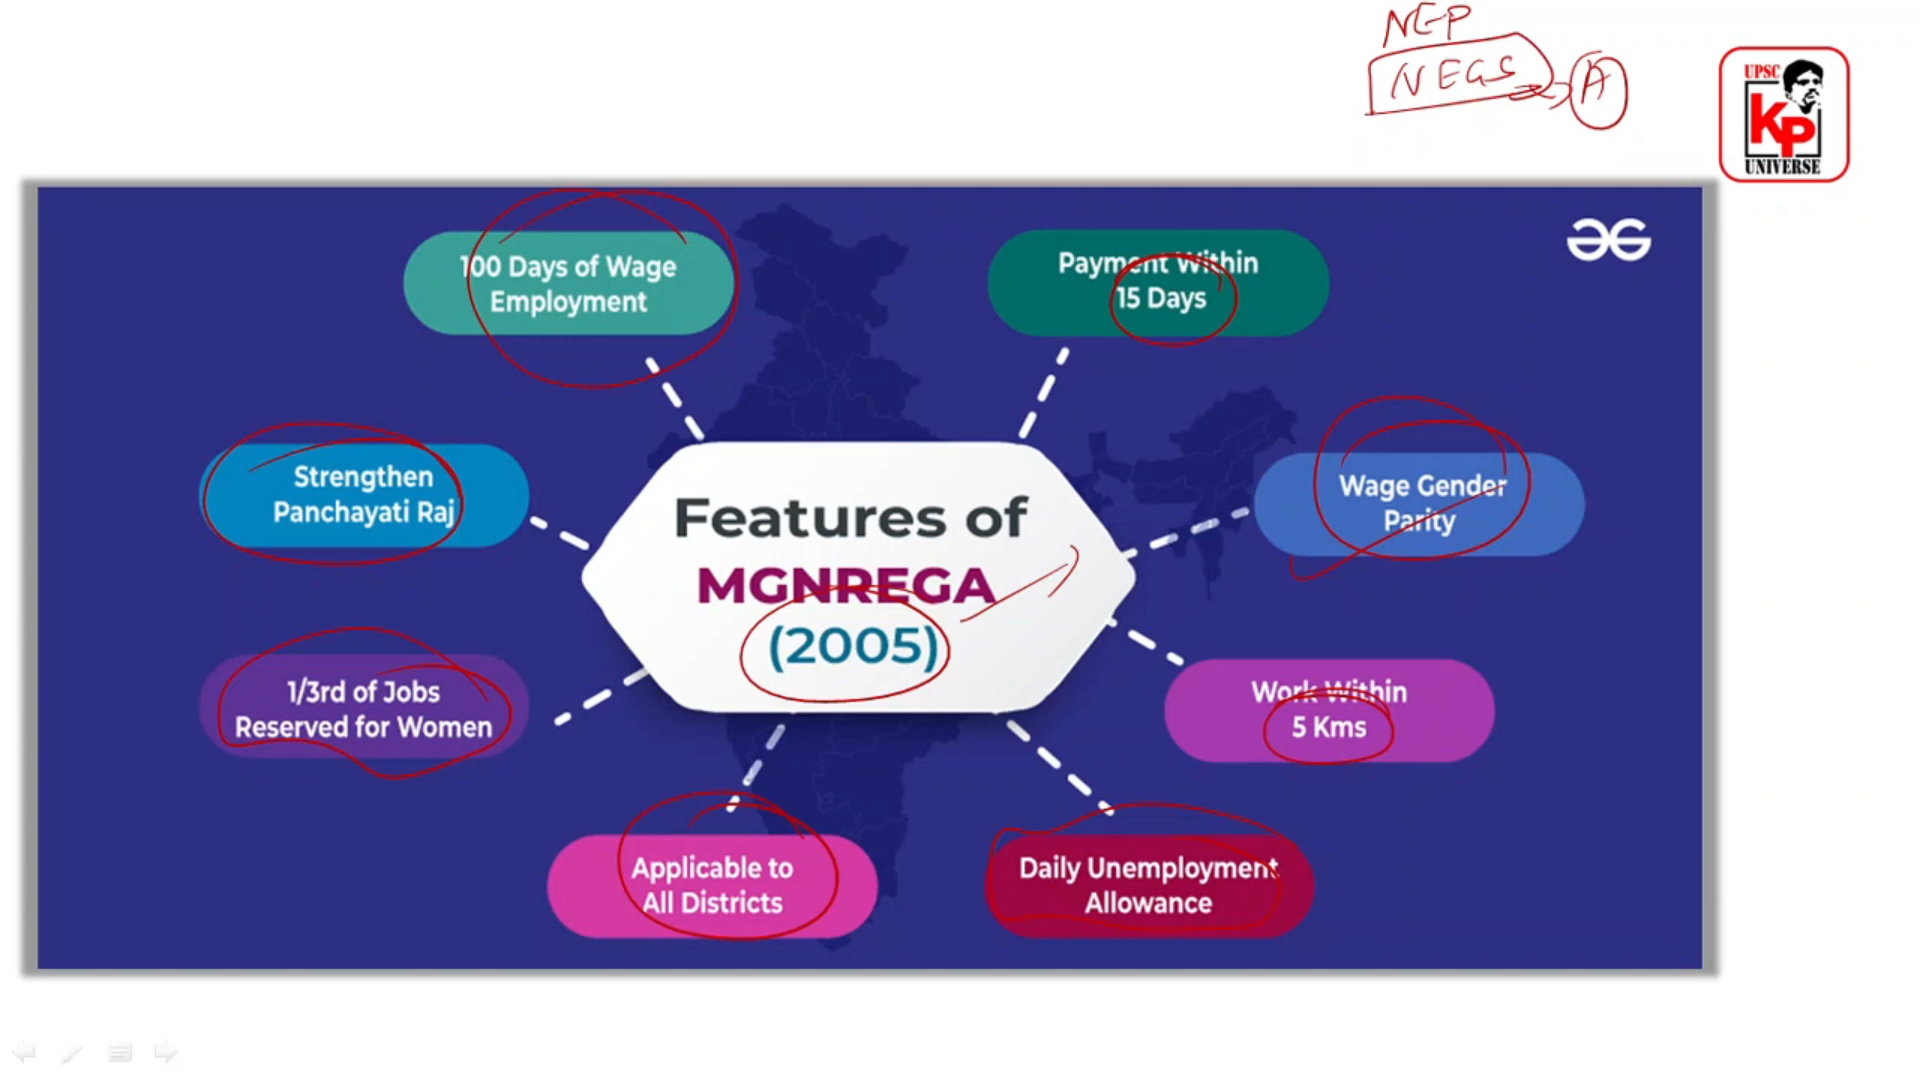 NEP
NEGS
A
UPSC
KP
UNIVERSE
100 Days of Wage
Employment
Payment Within
15 Days
Strengthen
Panchayati Raj
Wage Gender
Parity
Features of
MGNREGA
(2005)
1/3rd of Jobs
Reserved for Women
Work Within
5 Kms
Applicable to
All Districts
Daily Unemployment
Allowance